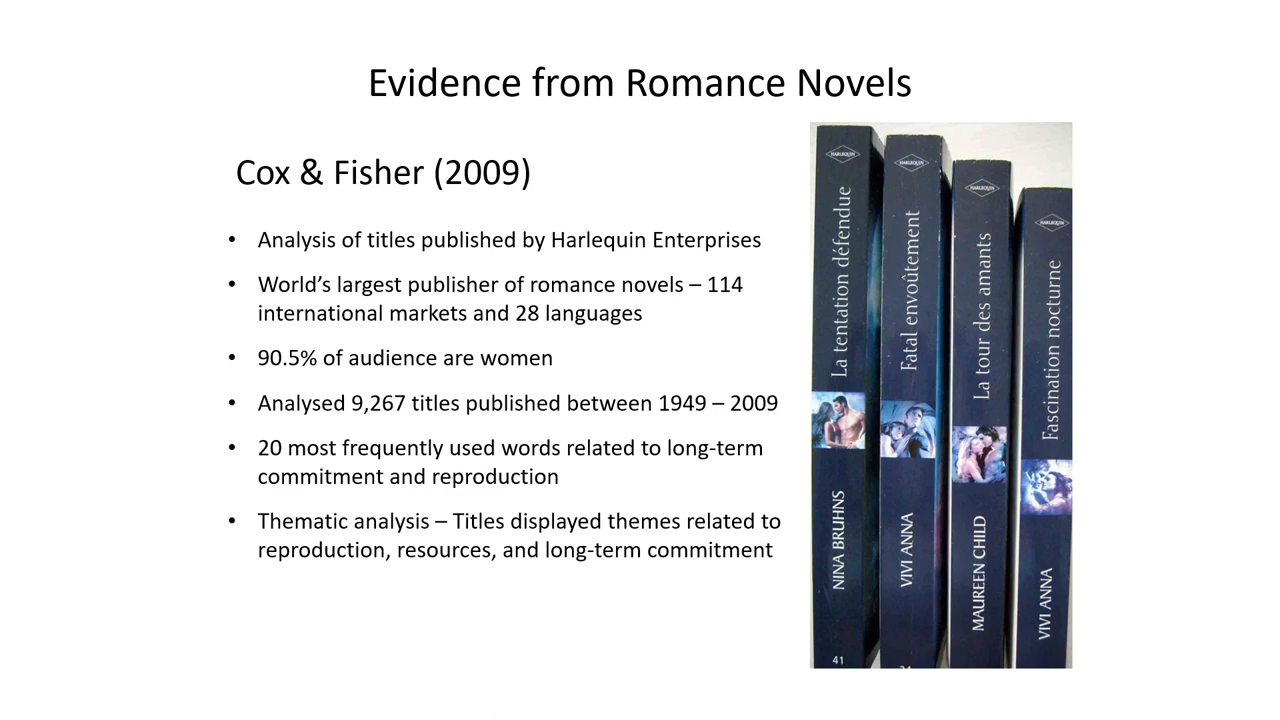 Evidence from Romance Novels
Cox & Fisher (2009)
• Analysis of titles published by Harlequin Enterprises
• World’s largest publisher of romance novels – 114
international markets and 28 languages
• 90.5% of audience are women
• Analysed 9,267 titles published between 1949 – 2009
• 20 most frequently used words related to long-term
commitment and reproduction
• Thematic analysis – Titles displayed themes related to
reproduction, resources, and long-term commitment
HARLEQUIN
La tentation défendue
NINA BRUHNS
41
HARLEQUIN
Fatal envoûtement
VIVI ANNA
HARLEQUIN
La tour des amants
MAUREEN CHILD
HARLEQUIN
Fascination nocturne
VIVI ANNA